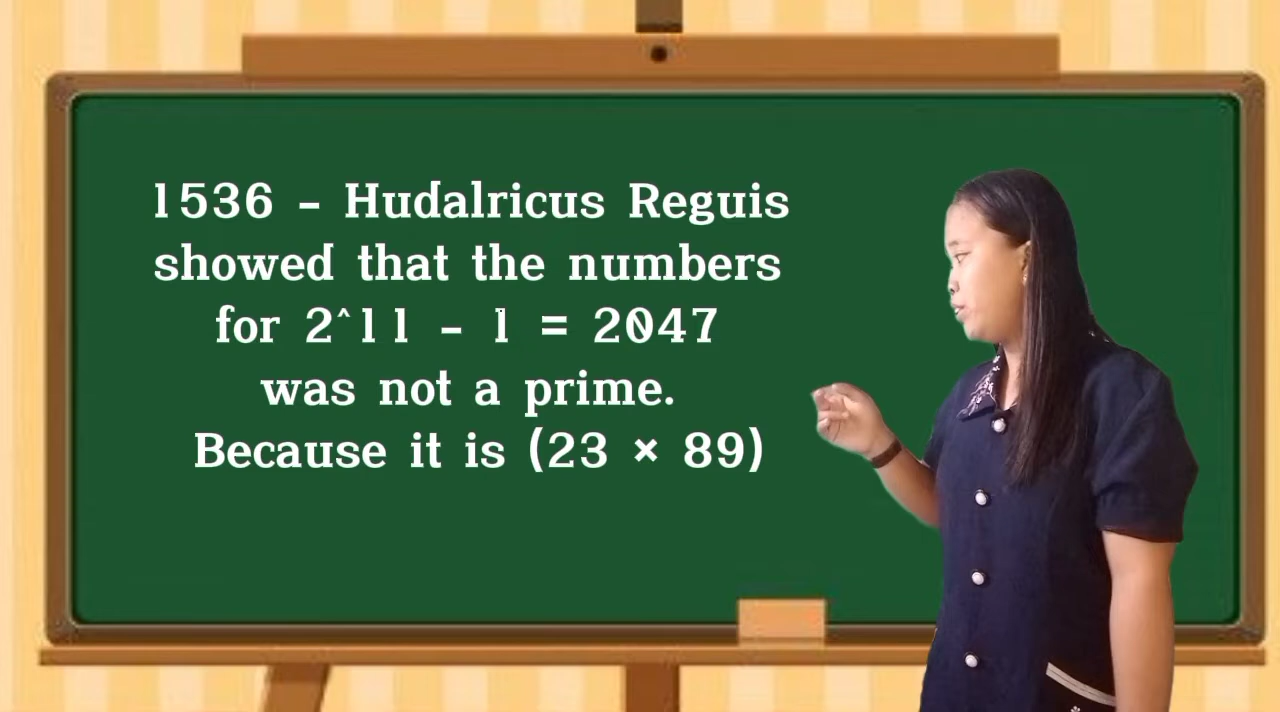 1536 – Hudalricus Reguis
showed that the numbers
for 2^11 – 1 = 2047
was not a prime.
Because it is (23 × 89)